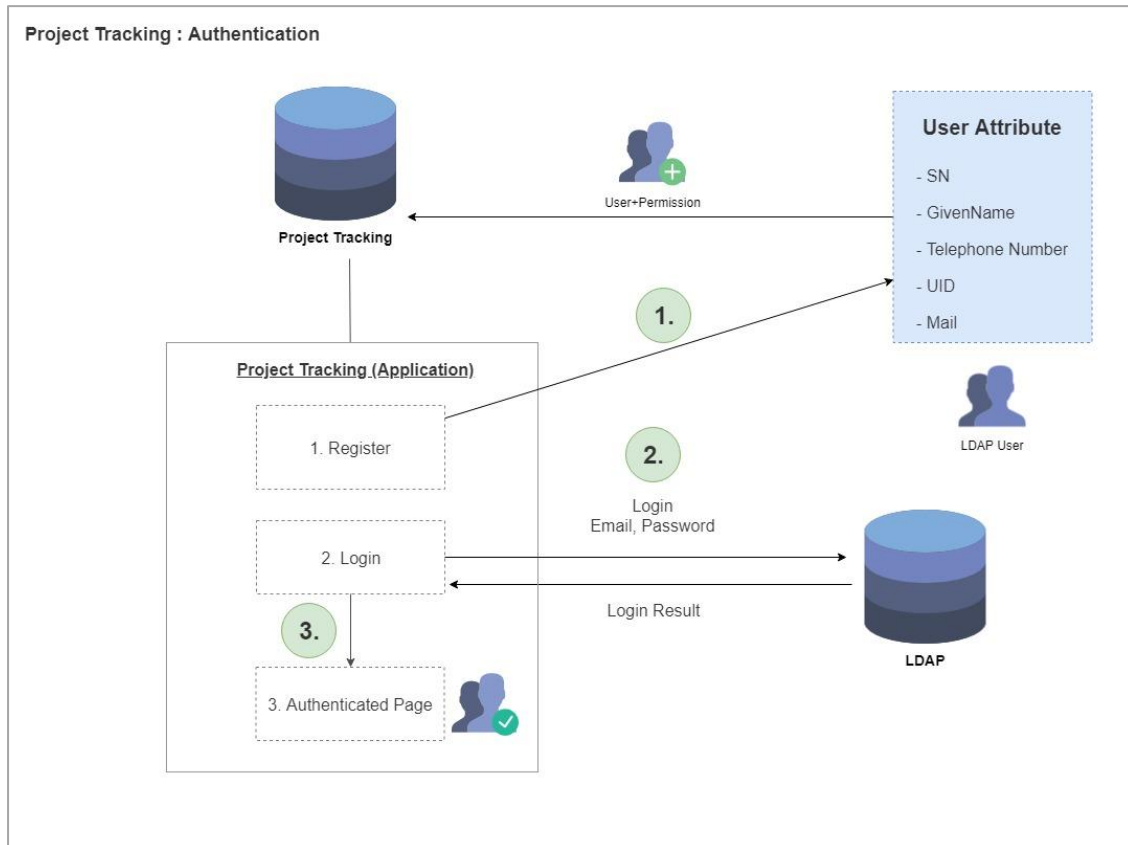 Project Tracking : Authentication
User Attribute
- SN
- GivenName
- Telephone Number
- UID
- Mail
LDAP User
User+Permission
Project Tracking
1.
Project Tracking (Application)
1. Register
2.
Login
Email, Password
2. Login
Login Result
3.
3. Authenticated Page
LDAP